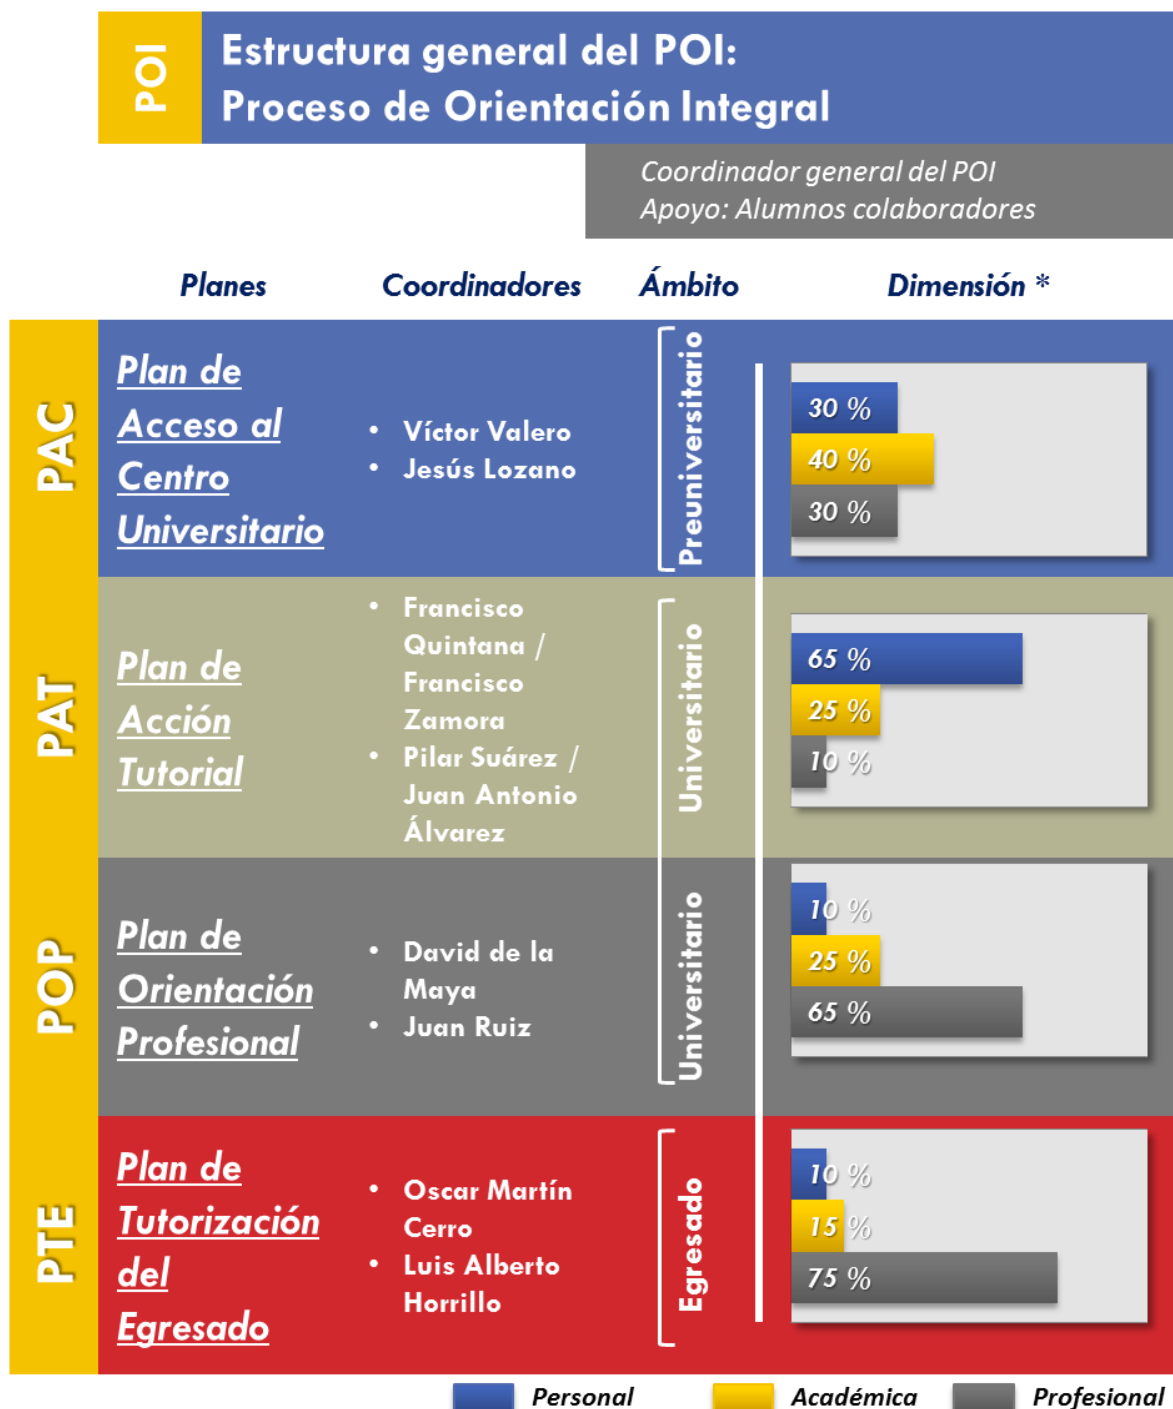 POI
Estructura general del POI:
Proceso de Orientación Integral
Coordinador general del POI
Apoyo: Alumnos colaboradores
Planes
Coordinadores
Ámbito
Dimensión *
PAC
Plan de
Acceso al
Centro
Universitario
• Víctor Valero
• Jesús Lozano
Preuniversitario
30 %
40 %
30 %
PAT
Plan de
Acción
Tutorial
• Francisco
Quintana /
Francisco
Zamora
• Pilar Suárez /
Juan Antonio
Álvarez
Universitario
65 %
25 %
10 %
POP
Plan de
Orientación
Profesional
• David de la
Maya
• Juan Ruiz
Universitario
10 %
25 %
65 %
PTE
Plan de
Tutorización
del
Egresado
• Oscar Martín
Cerro
• Luis Alberto
Horrillo
Egresado
10 %
15 %
75 %
Personal
Académica
Profesional